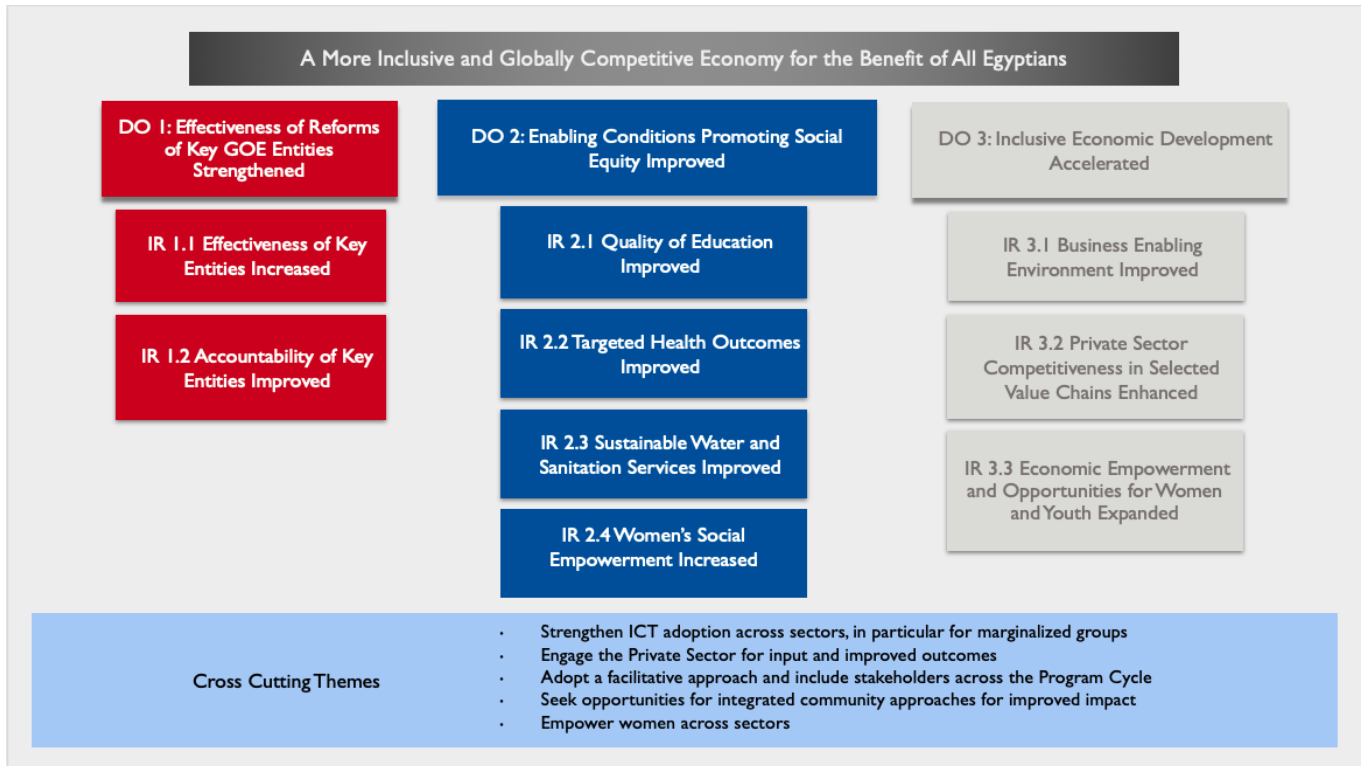 A More Inclusive and Globally Competitive Economy for the Benefit of All Egyptians
DO 1: Effectiveness of Reforms
of Key GOE Entities
Strengthened
IR 1.1 Effectiveness of Key
Entities Increased
IR 1.2 Accountability of Key
Entities Improved
DO 2: Enabling Conditions Promoting Social
Equity Improved
IR 2.1 Quality of Education
Improved
IR 2.2 Targeted Health Outcomes
Improved
IR 2.3 Sustainable Water and
Sanitation Services Improved
IR 2.4 Women's Social
Empowerment Increased
DO 3: Inclusive Economic Development
Accelerated
IR 3.1 Business Enabling
Environment Improved
IR 3.2 Private Sector
Competitiveness in Selected
Value Chains Enhanced
IR 3.3 Economic Empowerment
and Opportunities for Women
and Youth Expanded
Cross Cutting Themes
· Strengthen ICT adoption across sectors, in particular for marginalized groups
· Engage the Private Sector for input and improved outcomes
· Adopt a facilitative approach and include stakeholders across the Program Cycle
· Seek opportunities for integrated community approaches for improved impact
· Empower women across sectors